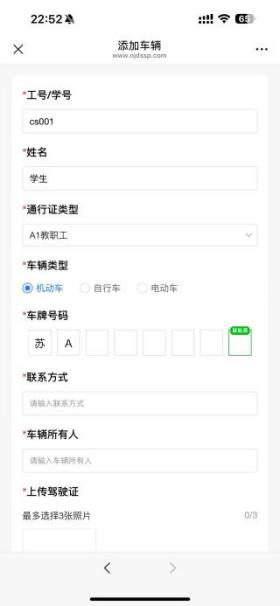 22:52
63
添加车辆
www.njdssp.com
*工号/学号
cs001
*姓名
学生
*通行证类型
A1教职工
*车辆类型
机动车 自行车 电动车
*车牌号码
新能源
苏 A
*联系方式
请输入联系方式
*车辆所有人
请输入车辆所有人
*上传驾驶证
最多选择3张照片 0/3